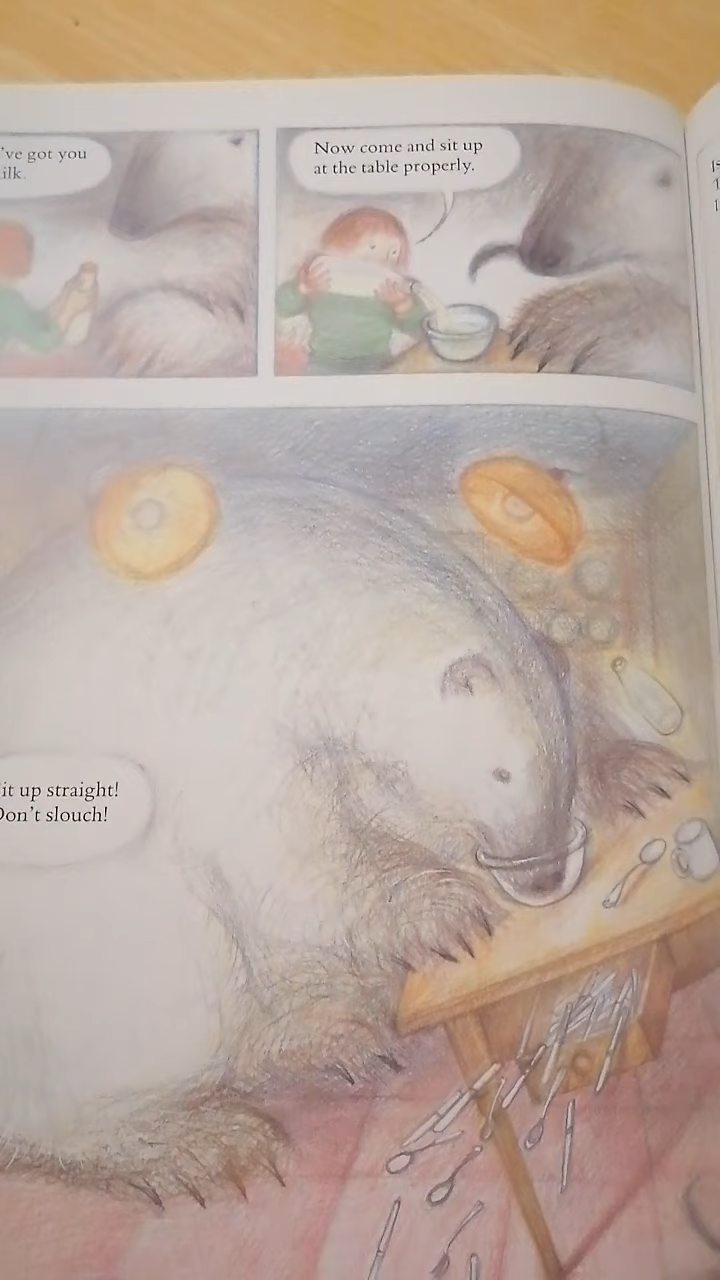 've got you
ilk.
Now come and sit up
at the table properly.
it up straight!
Don't slouch!